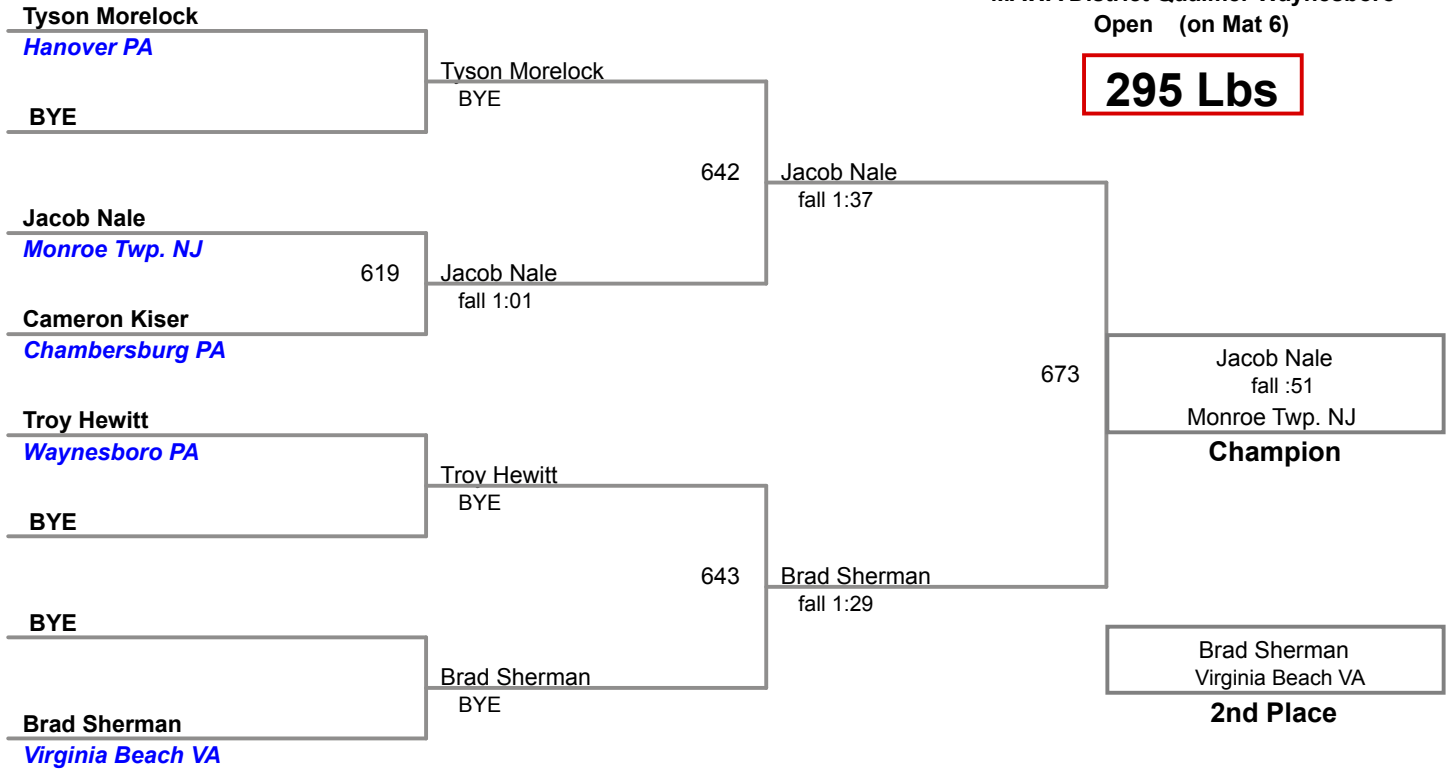 Open (on Mat 6)
295 Lbs
Tyson Morelock
Hanover PA
BYE
Jacob Nale
Monroe Twp. NJ
Cameron Kiser
Chambersburg PA
Troy Hewitt
Waynesboro PA
BYE
BYE
Brad Sherman
Virginia Beach VA
619
Tyson Morelock
BYE
Jacob Nale
fall 1:01
Troy Hewitt
BYE
Brad Sherman
BYE
642
643
Jacob Nale
fall 1:37
Brad Sherman
fall 1:29
673
Jacob Nale
fall :51
Monroe Twp. NJ
Champion
Brad Sherman
Virginia Beach VA
2nd Place